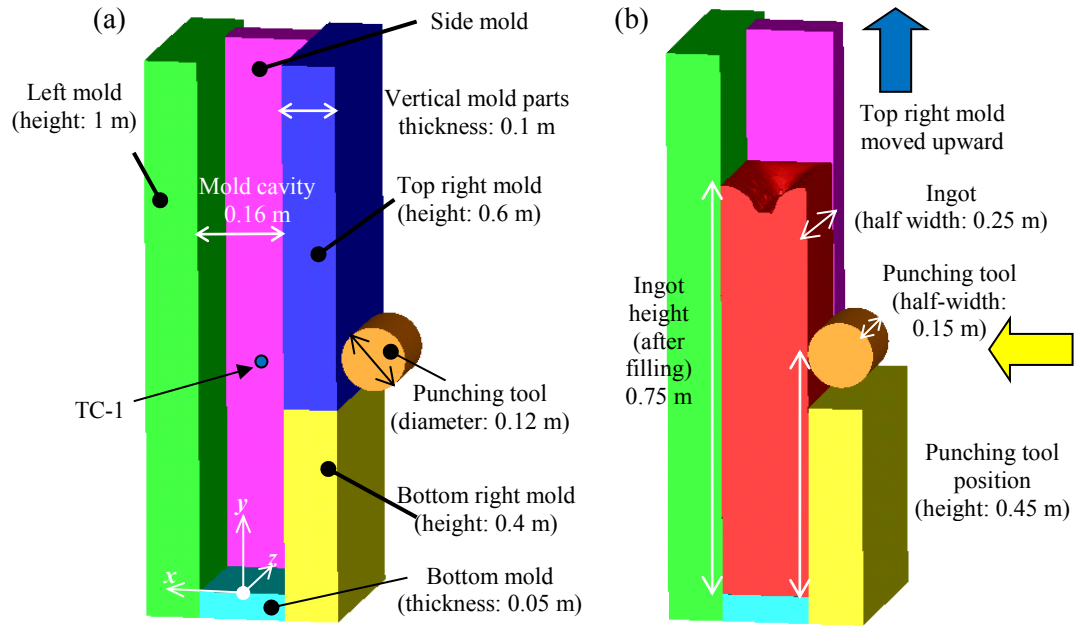 (a)
Side mold
Left mold
(height: 1 m)
Vertical mold parts
thickness: 0.1 m
Mold cavity
0.16 m
Top right mold
(height: 0.6 m)
TC-1
Punching tool
(diameter: 0.12 m)
Bottom right mold
(height: 0.4 m)
y
x
z
Bottom mold
(thickness: 0.05 m)
(b)
Top right mold
moved upward
Ingot
(half width: 0.25 m)
Punching tool
(half-width:
0.15 m)
Ingot
height
(after
filling)
0.75 m
Punching tool
position
(height: 0.45 m)